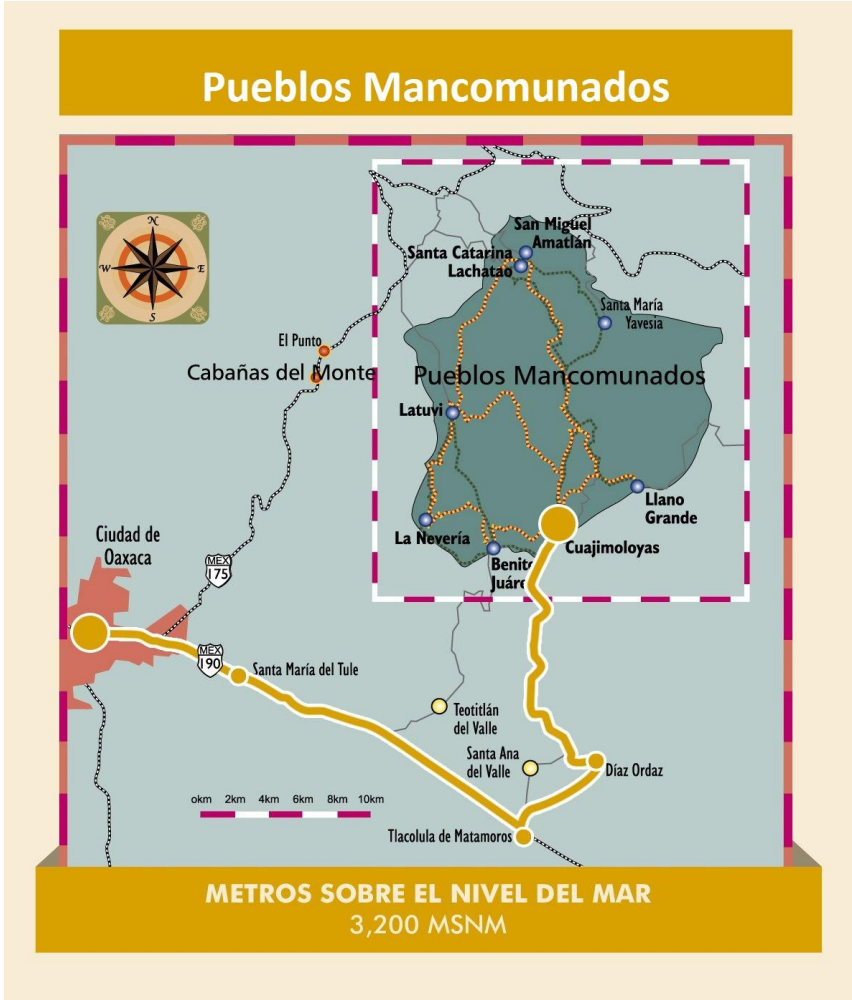 Pueblos Mancomunados
N
W
E
S
San Miguel
Amatlán
Santa Catarina
Lachatao
Santa María
Yavesia
El Punto
Cabañas del Monte
Pueblos Mancomunados
Latuvi
Llano
Grande
La Nevería
Cuajimoloyas
Benito
Juárez
Ciudad de
Oaxaca
MEX
175
MEX
190
Santa María del Tule
Teotitlán
del Valle
Santa Ana
del Valle
Díaz Ordaz
0km 2km 4km 6km 8km 10km
Tlacolula de Matamoros
METROS SOBRE EL NIVEL DEL MAR
3,200 MSNM